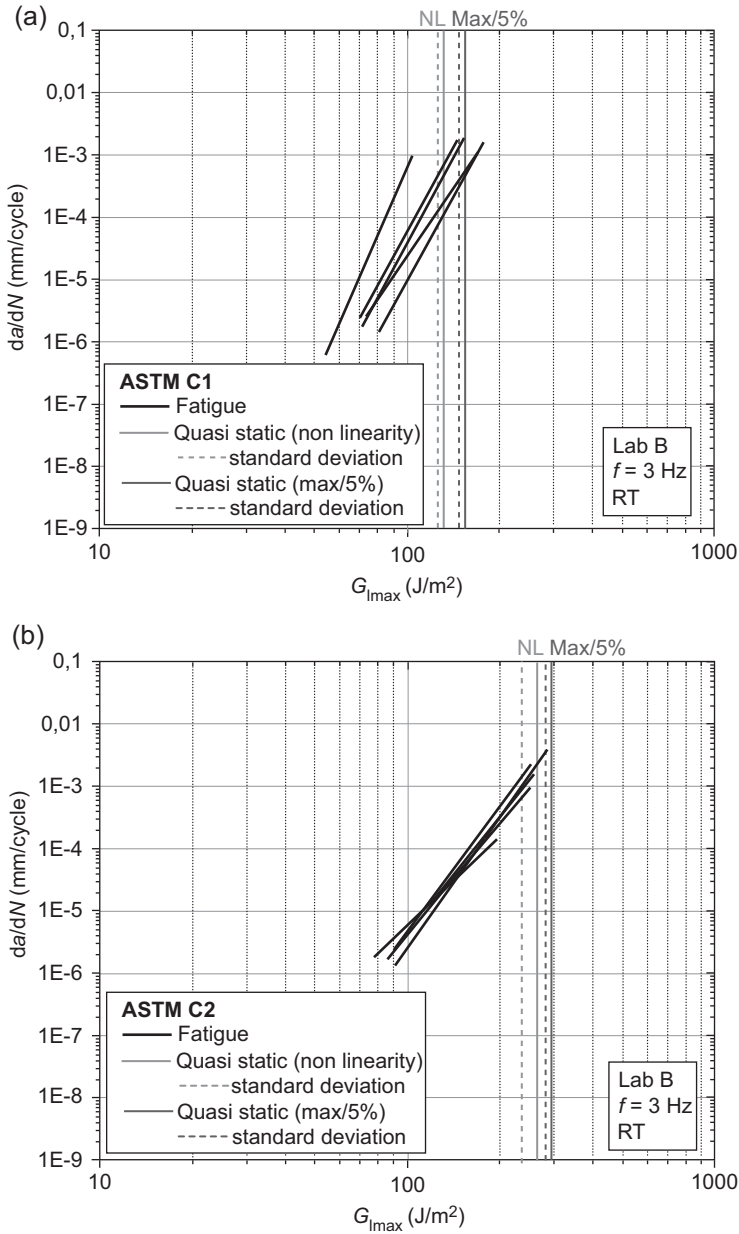 (a)
NL Max/5%
0,1
0,01
1E-3
1E-4
1E-5
1E-6
1E-7
1E-8
1E-9
da/dN (mm/cycle)
ASTM C1
Fatigue
Quasi static (non linearity)
standard deviation
Quasi static (max/5%)
standard deviation
Lab B
f = 3 Hz
RT
10
100
1000
GImax (J/m²)
(b)
NL Max/5%
0,1
0,01
1E-3
1E-4
1E-5
1E-6
1E-7
1E-8
1E-9
da/dN (mm/cycle)
ASTM C2
Fatigue
Quasi static (non linearity)
standard deviation
Quasi static (max/5%)
standard deviation
Lab B
f = 3 Hz
RT
10
100
1000
GImax (J/m²)